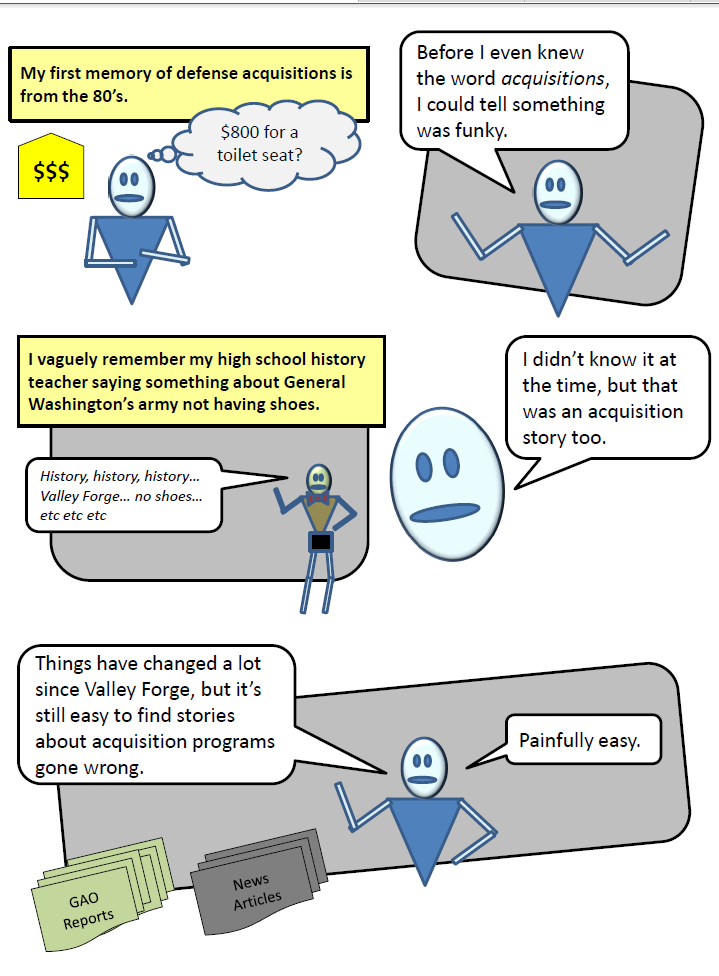 My first memory of defense acquisitions is
from the 80’s.
$$$
$800 for a
toilet seat?
Before I even knew
the word acquisitions,
I could tell something
was funky.
I vaguely remember my high school history
teacher saying something about General
Washington’s army not having shoes.
History, history, history…
Valley Forge… no shoes…
etc etc etc
I didn’t know it at
the time, but that
was an acquisition
story too.
Things have changed a lot
since Valley Forge, but it’s
still easy to find stories
about acquisition programs
gone wrong.
Painfully easy.
GAO
Reports
News
Articles